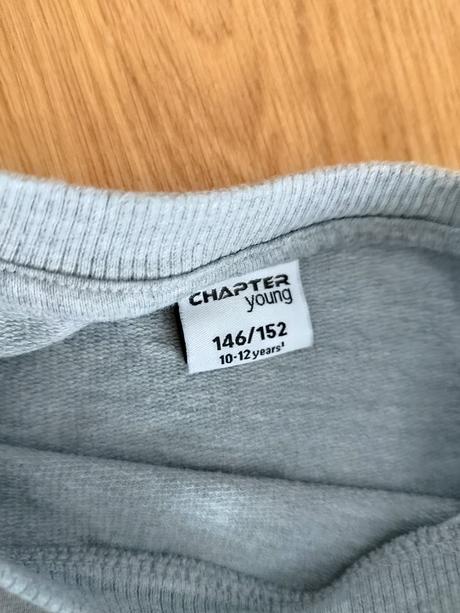 CHAPTER
young
146/152
10-12 years¹